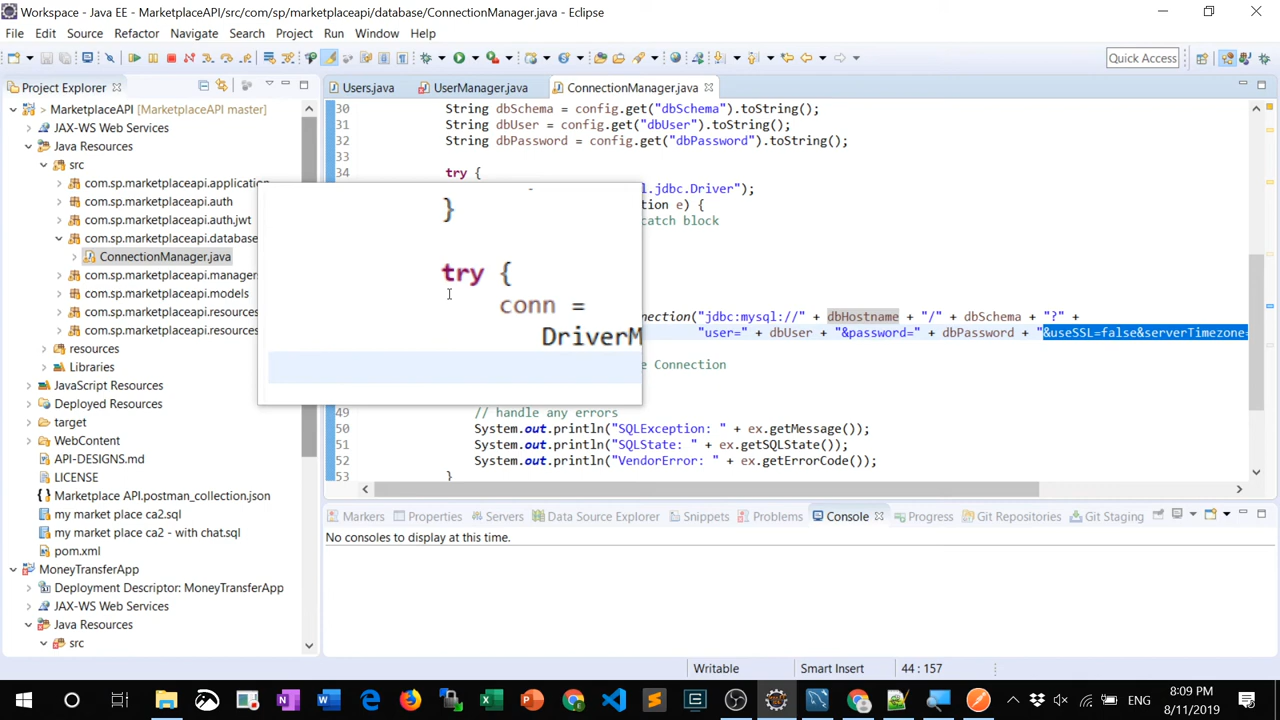 Workspace - Java EE - MarketplaceAPI/src/com/sp/marketplaceapi/database/ConnectionManager.java - Eclipse
File Edit Source Refactor Navigate Search Project Run Window Help
Quick Access
Project Explorer
Users.java UserManager.java ConnectionManager.java
> MarketplaceAPI [MarketplaceAPI master]
JAX-WS Web Services
Java Resources
src
com.sp.marketplaceapi.application
com.sp.marketplaceapi.auth
com.sp.marketplaceapi.auth.jwt
com.sp.marketplaceapi.database
ConnectionManager.java
com.sp.marketplaceapi.managers
com.sp.marketplaceapi.models
com.sp.marketplaceapi.resources
com.sp.marketplaceapi.resources
resources
Libraries
JavaScript Resources
Deployed Resources
target
WebContent
API-DESIGNS.md
LICENSE
Marketplace API.postman_collection.json
my market place ca2.sql
my market place ca2 - with chat.sql
pom.xml
MoneyTransferApp
Deployment Descriptor: MoneyTransferApp
JAX-WS Web Services
Java Resources
src
30 String dbSchema = config.get("dbSchema").toString();
31 String dbUser = config.get("dbUser").toString();
32 String dbPassword = config.get("dbPassword").toString();
33
34 try {
l.jdbc.Driver");
tion e) {
catch block
nection("jdbc:mysql://" + dbHostname + "/" + dbSchema + "?" +
"user=" + dbUser + "&password=" + dbPassword + "&useSSL=false&serverTimezone=
e Connection
49 // handle any errors
50 System.out.println("SQLException: " + ex.getMessage());
51 System.out.println("SQLState: " + ex.getSQLState());
52 System.out.println("VendorError: " + ex.getErrorCode());
53 }
}
try {
conn =
DriverM
Markers Properties Servers Data Source Explorer Snippets Problems Console Progress Git Repositories Git Staging
No consoles to display at this time.
Writable Smart Insert 44 : 157
ENG
8:09 PM
8/11/2019